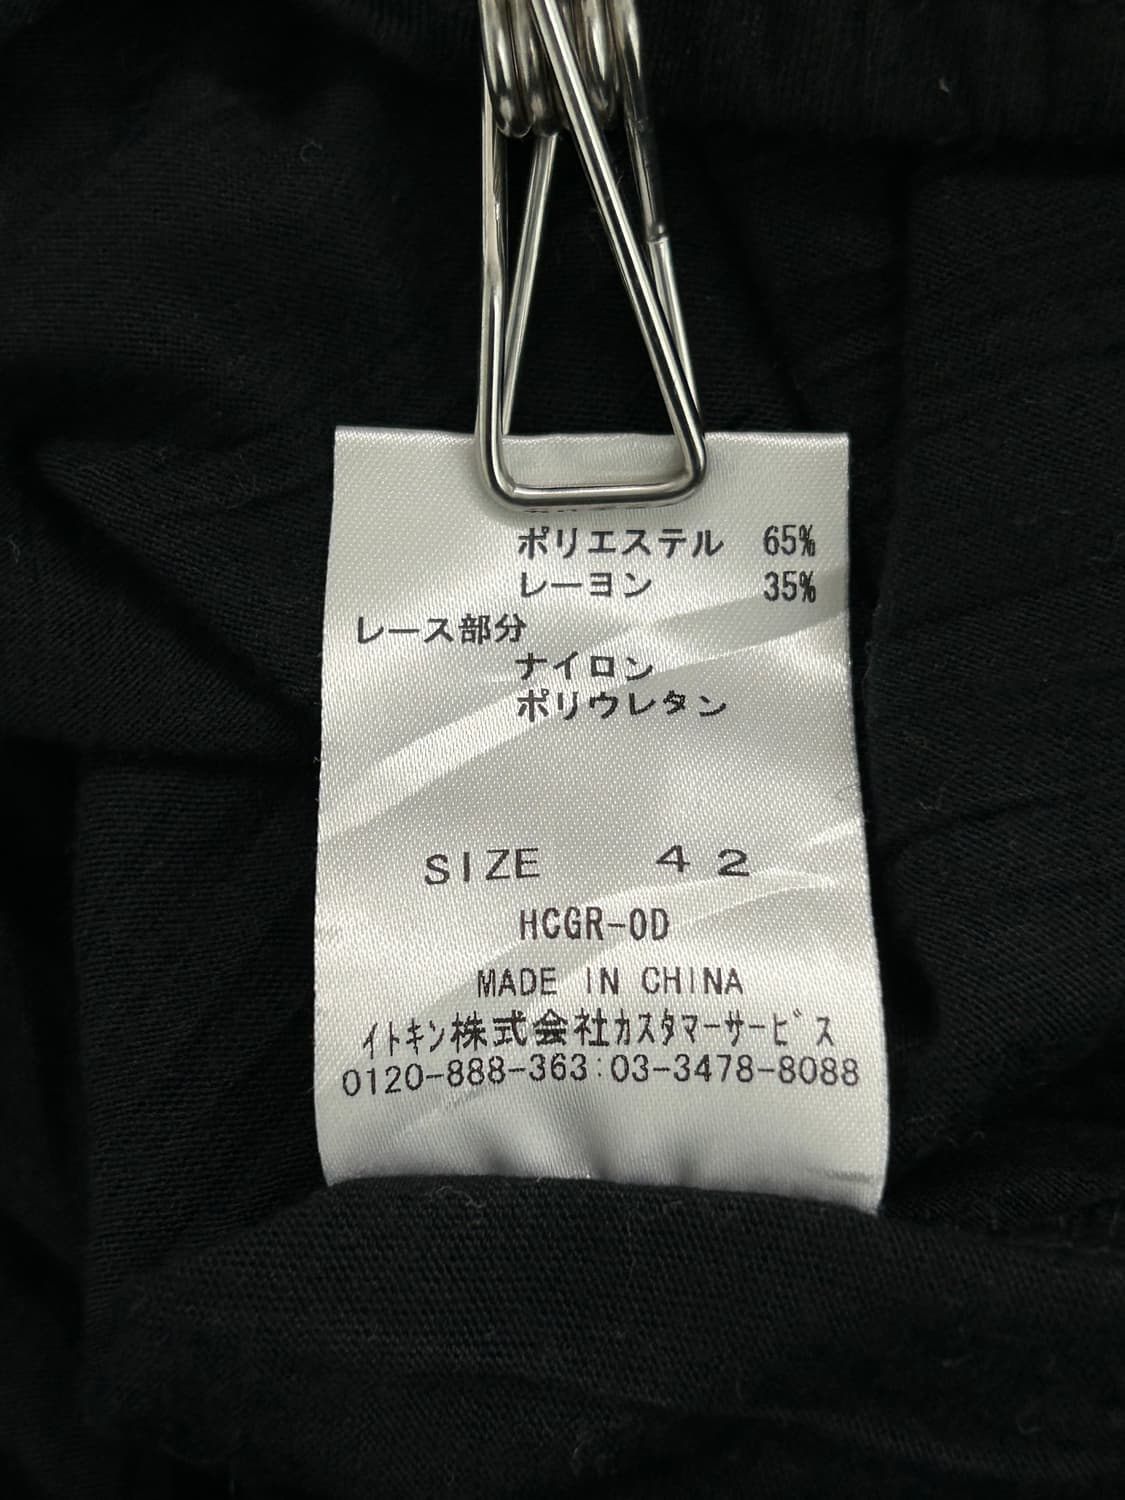 ポリエステル 65%
レーヨン 35%
レース部分
ナイロン
ポリウレタン
SIZE 42
HCGR-0D
MADE IN CHINA
イトキン株式会社カスタマーサービス
0120-888-363:03-3478-8088